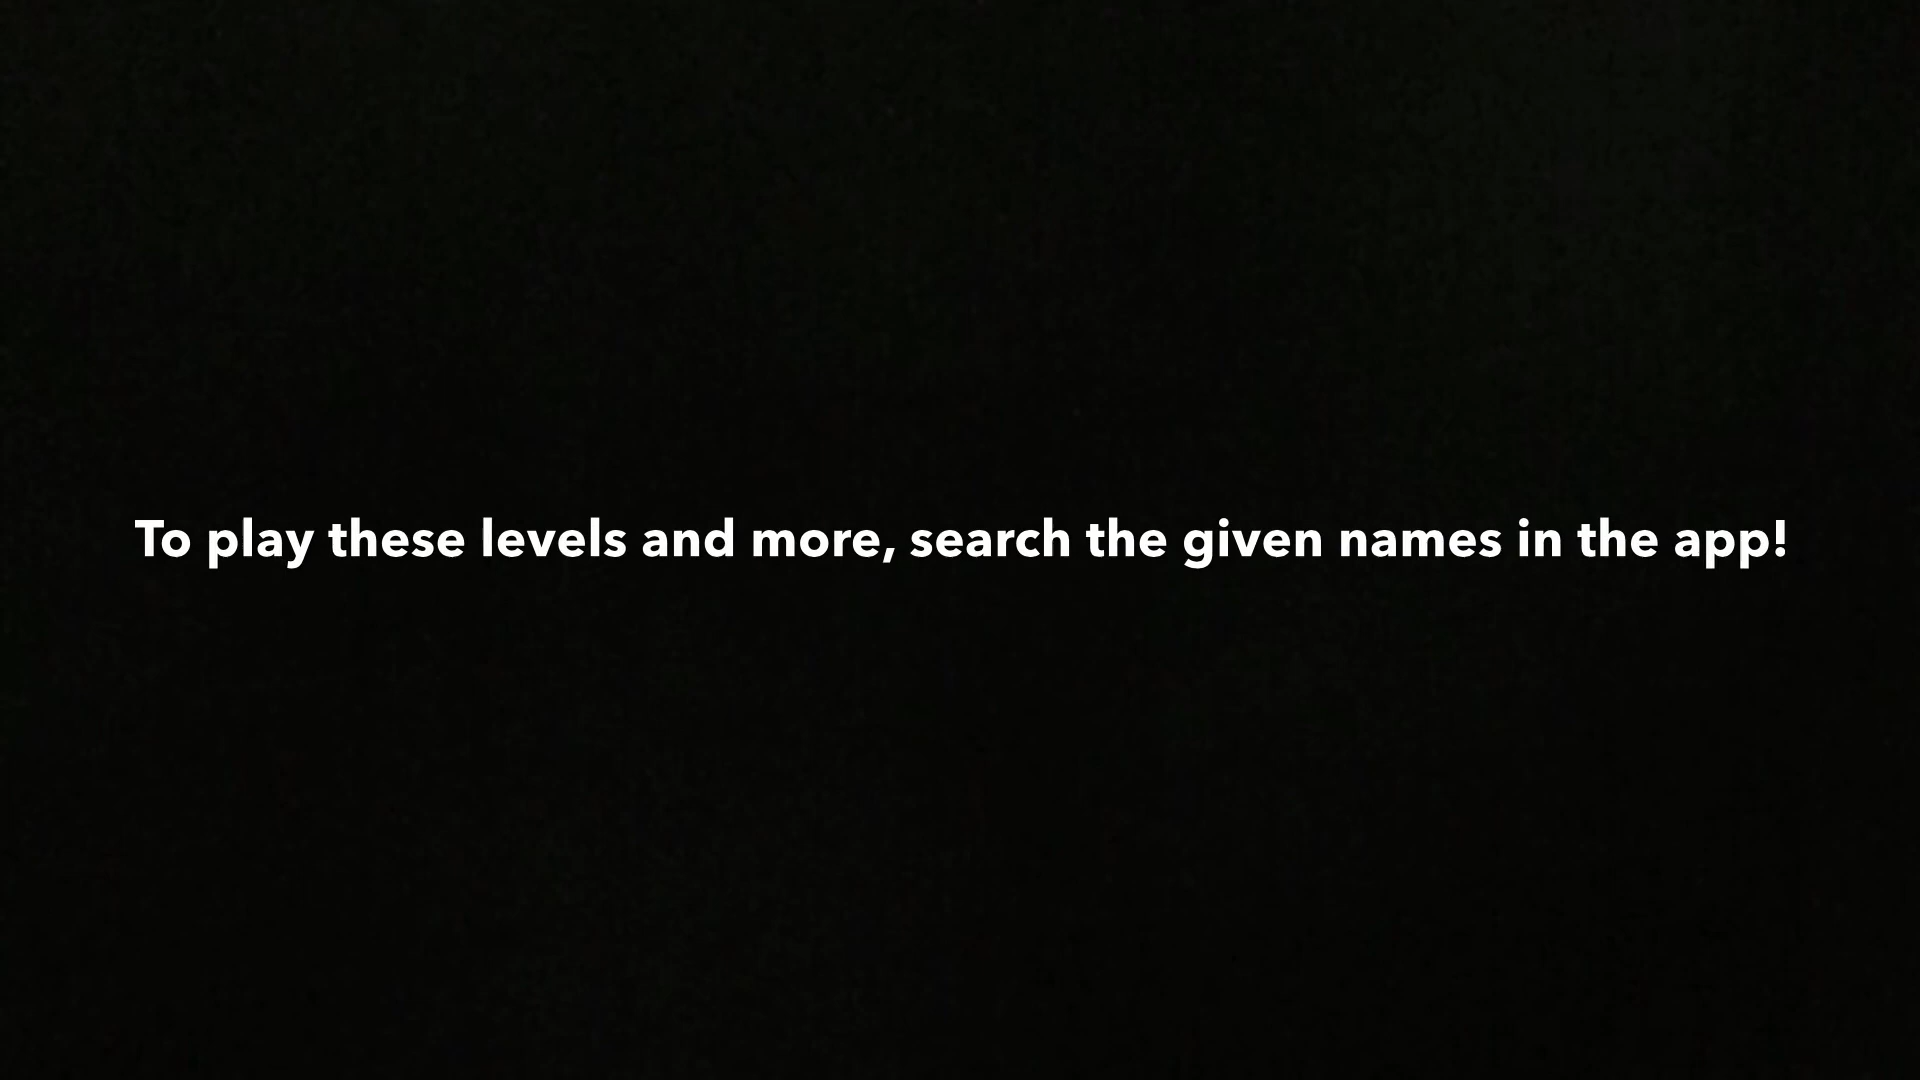 To play these levels and more, search the given names in the app!